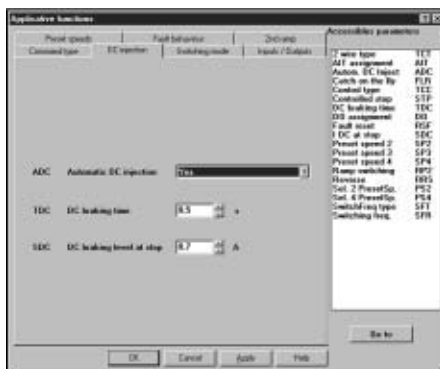 Applicative functions
Preset speeds Fault behaviour 2nd ramp
Command type DC injection Switching mode Inputs / Outputs
ADC Automatic DC injection Yes
TDC DC braking time 0.5 s
SDC DC braking level at stop 0.7 A
OK Cancel Apply Help
Accessibles parameters
2 wire type TCT
AIT assignment AIT
Autom. DC Inject ADC
Catch on the fly FLR
Control type TCC
Controlled stop STP
DC braking time TDC
DO assignment DO
Fault reset RSF
I DC at stop SDC
Preset speed 2 SP2
Preset speed 3 SP3
Preset speed 4 SP4
Ramp switching RP2
Reverse RRS
Sel. 2 PresetSp. PS2
Sel. 4 PresetSp. PS4
SwitchFreq type SFT
Switching freq. SFR
Go to